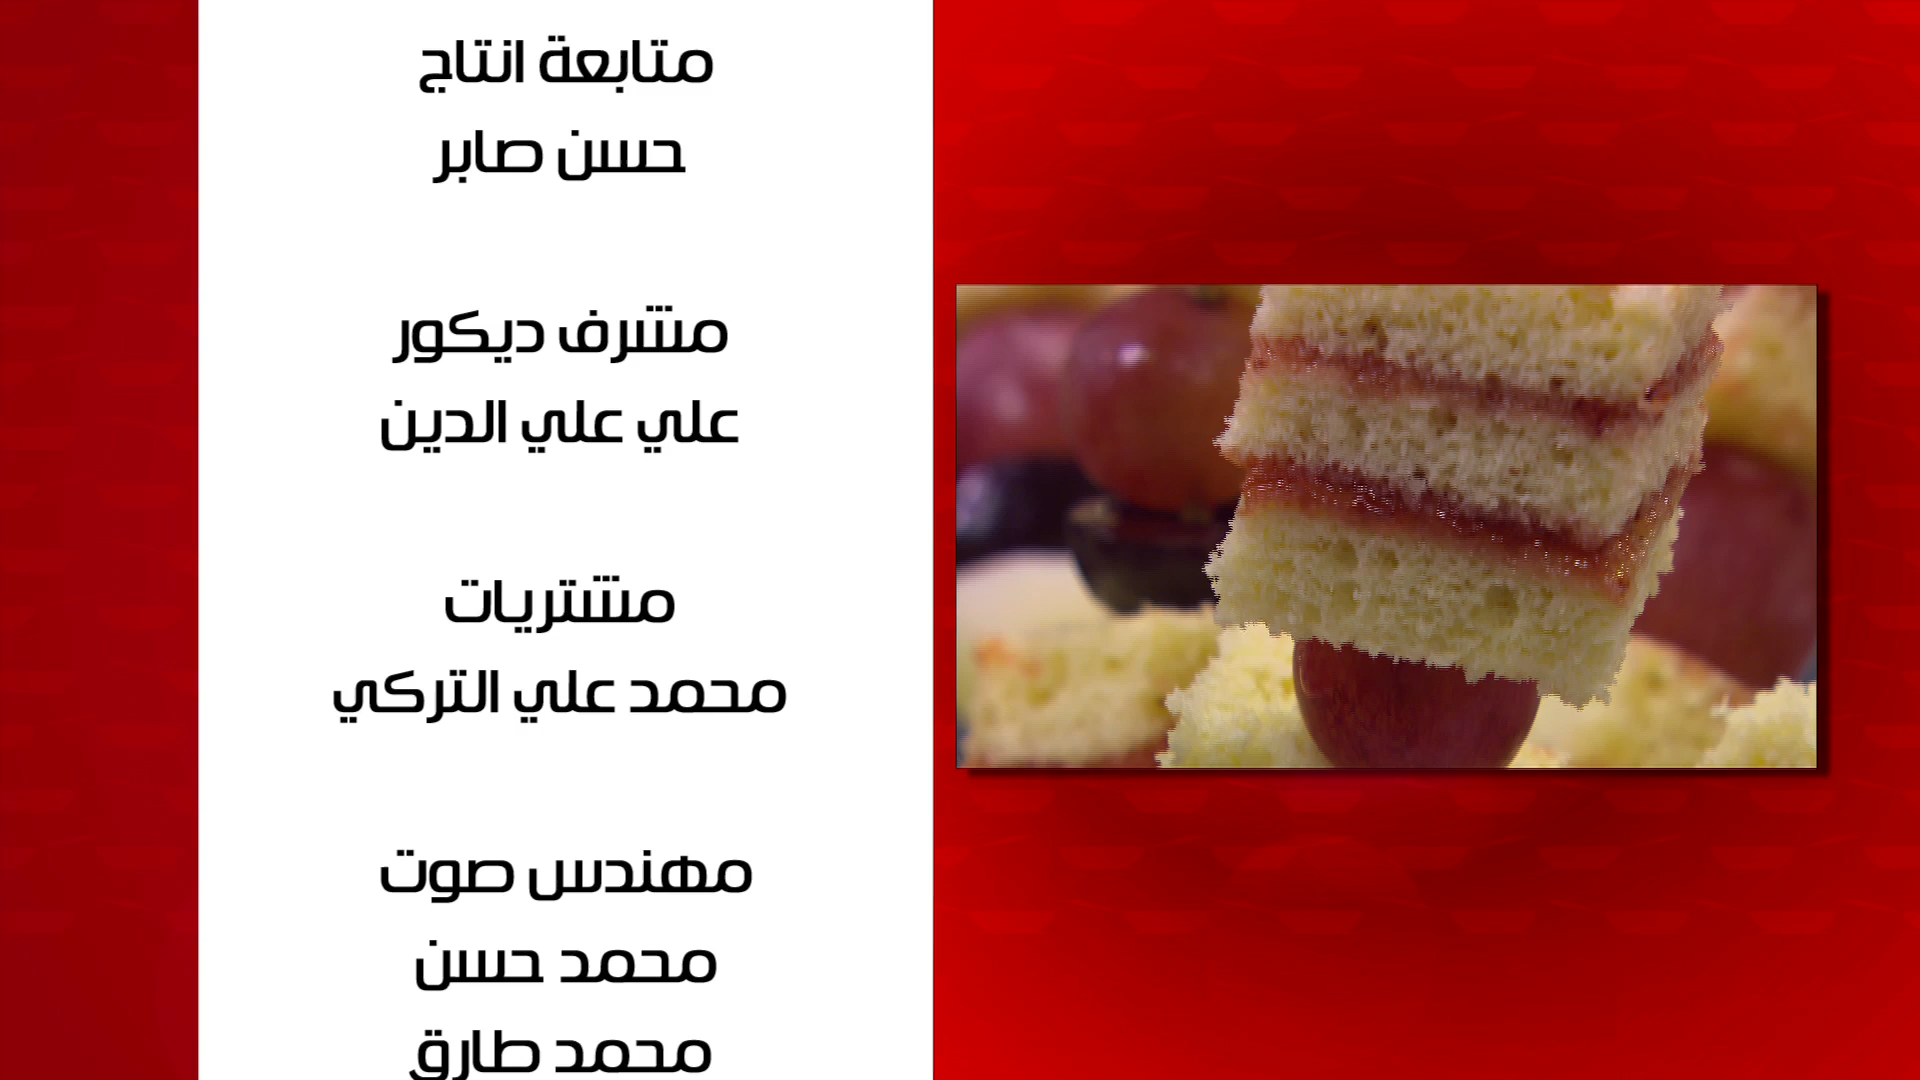 متابعة انتاج
حسن صابر
مشرف ديكور
علي علي الدين
مشتريات
محمد علي التركي
مهندس صوت
محمد حسن
محمد طارق